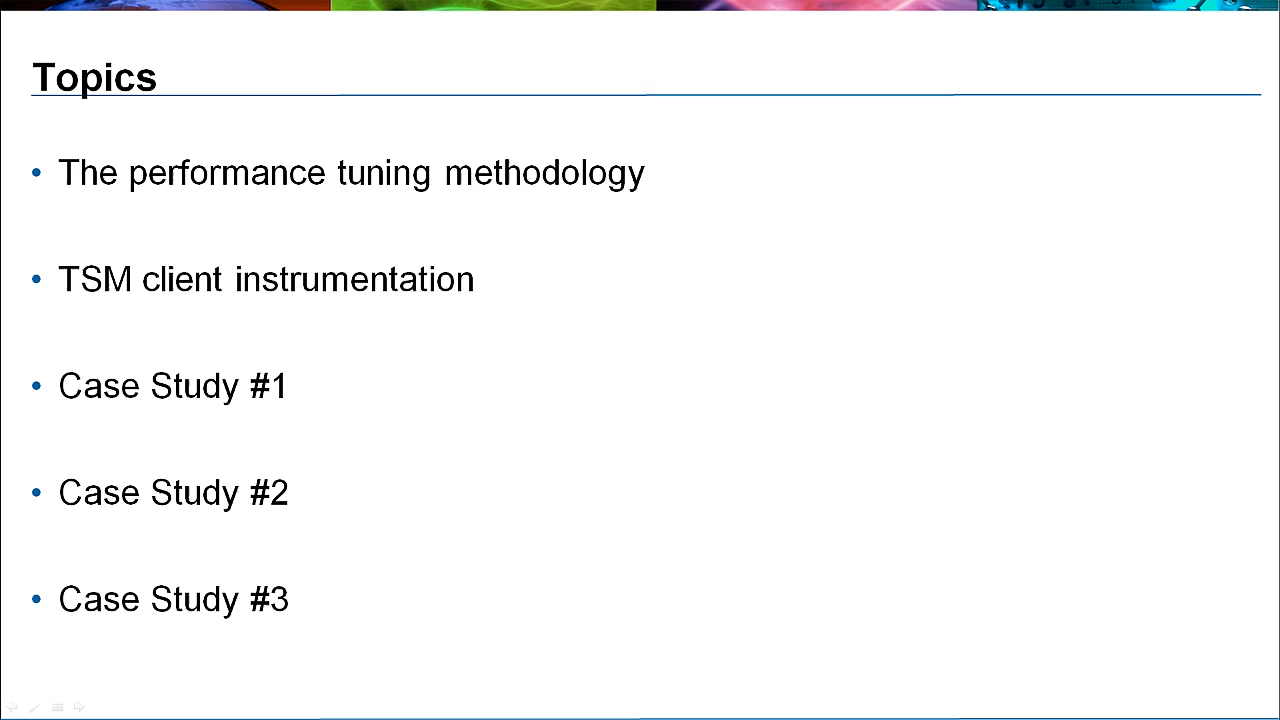 Topics
• The performance tuning methodology
• TSM client instrumentation
• Case Study #1
• Case Study #2
• Case Study #3